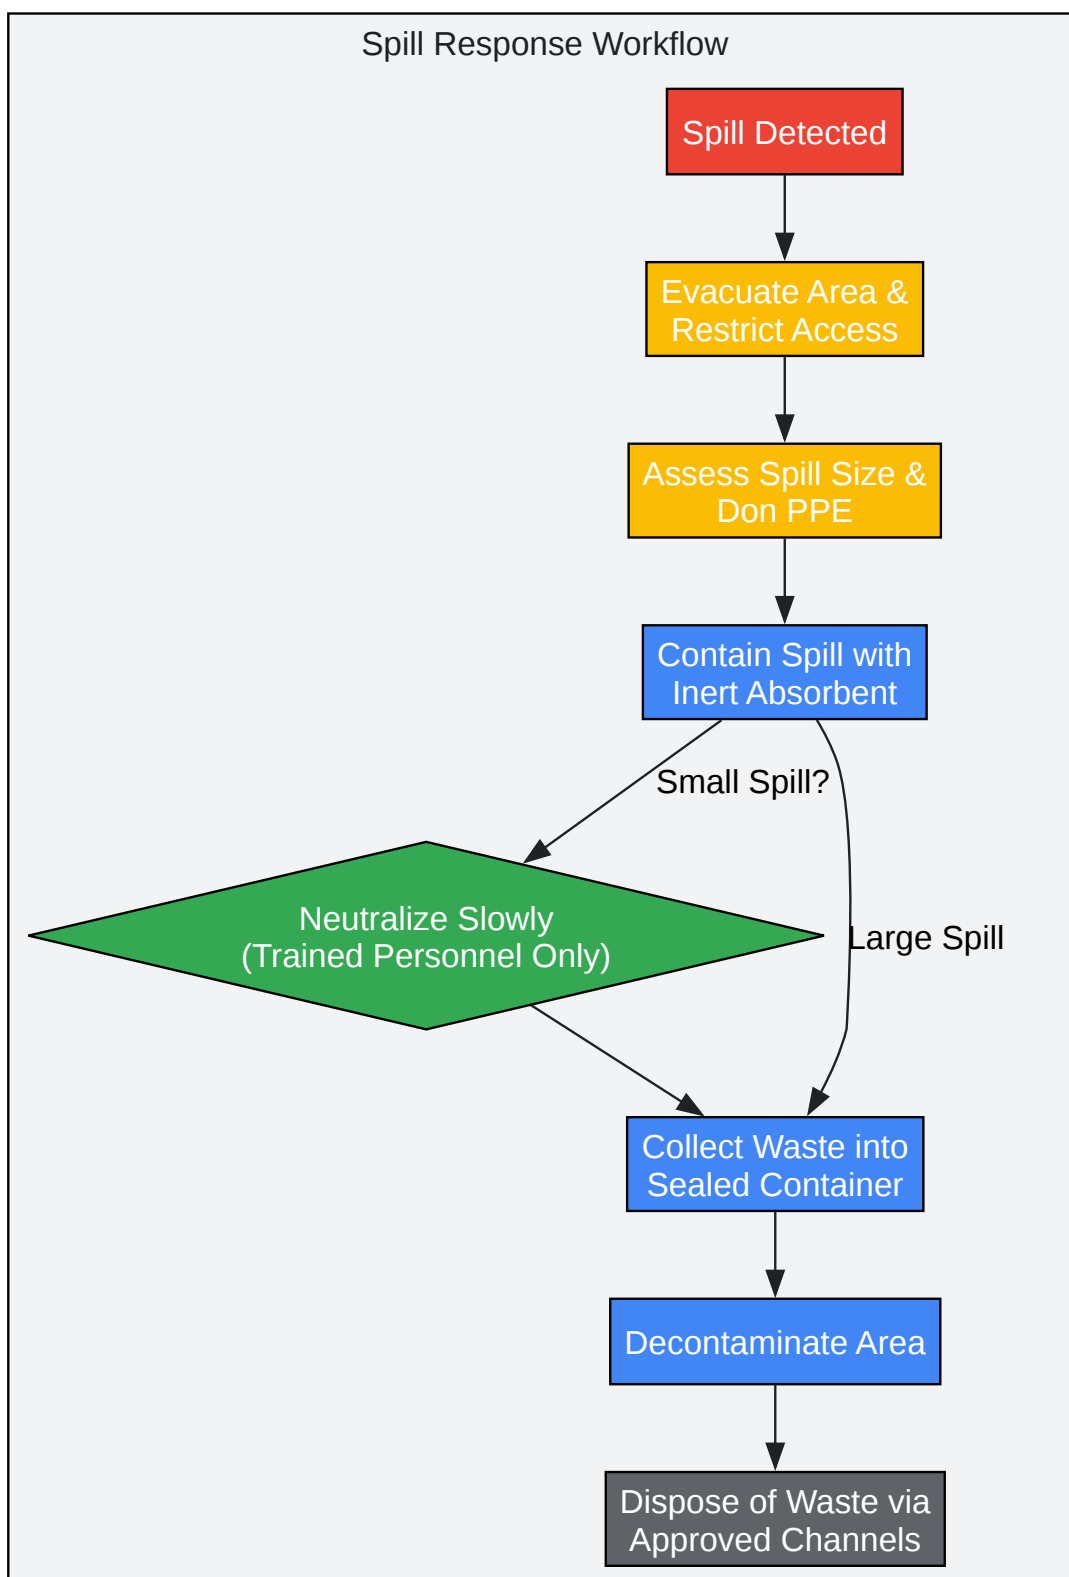 Spill Response Workflow
Spill Detected
Evacuate Area &
Restrict Access
Assess Spill Size &
Don PPE
Contain Spill with
Inert Absorbent
Small Spill?
Neutralize Slowly
(Trained Personnel Only)
Large Spill
Collect Waste into
Sealed Container
Decontaminate Area
Dispose of Waste via
Approved Channels